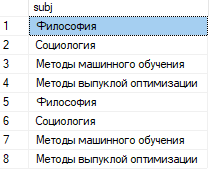 subj
1 Философия
2 Социология
3 Методы машинного обучения
4 Методы выпуклой оптимизации
5 Философия
6 Социология
7 Методы машинного обучения
8 Методы выпуклой оптимизации